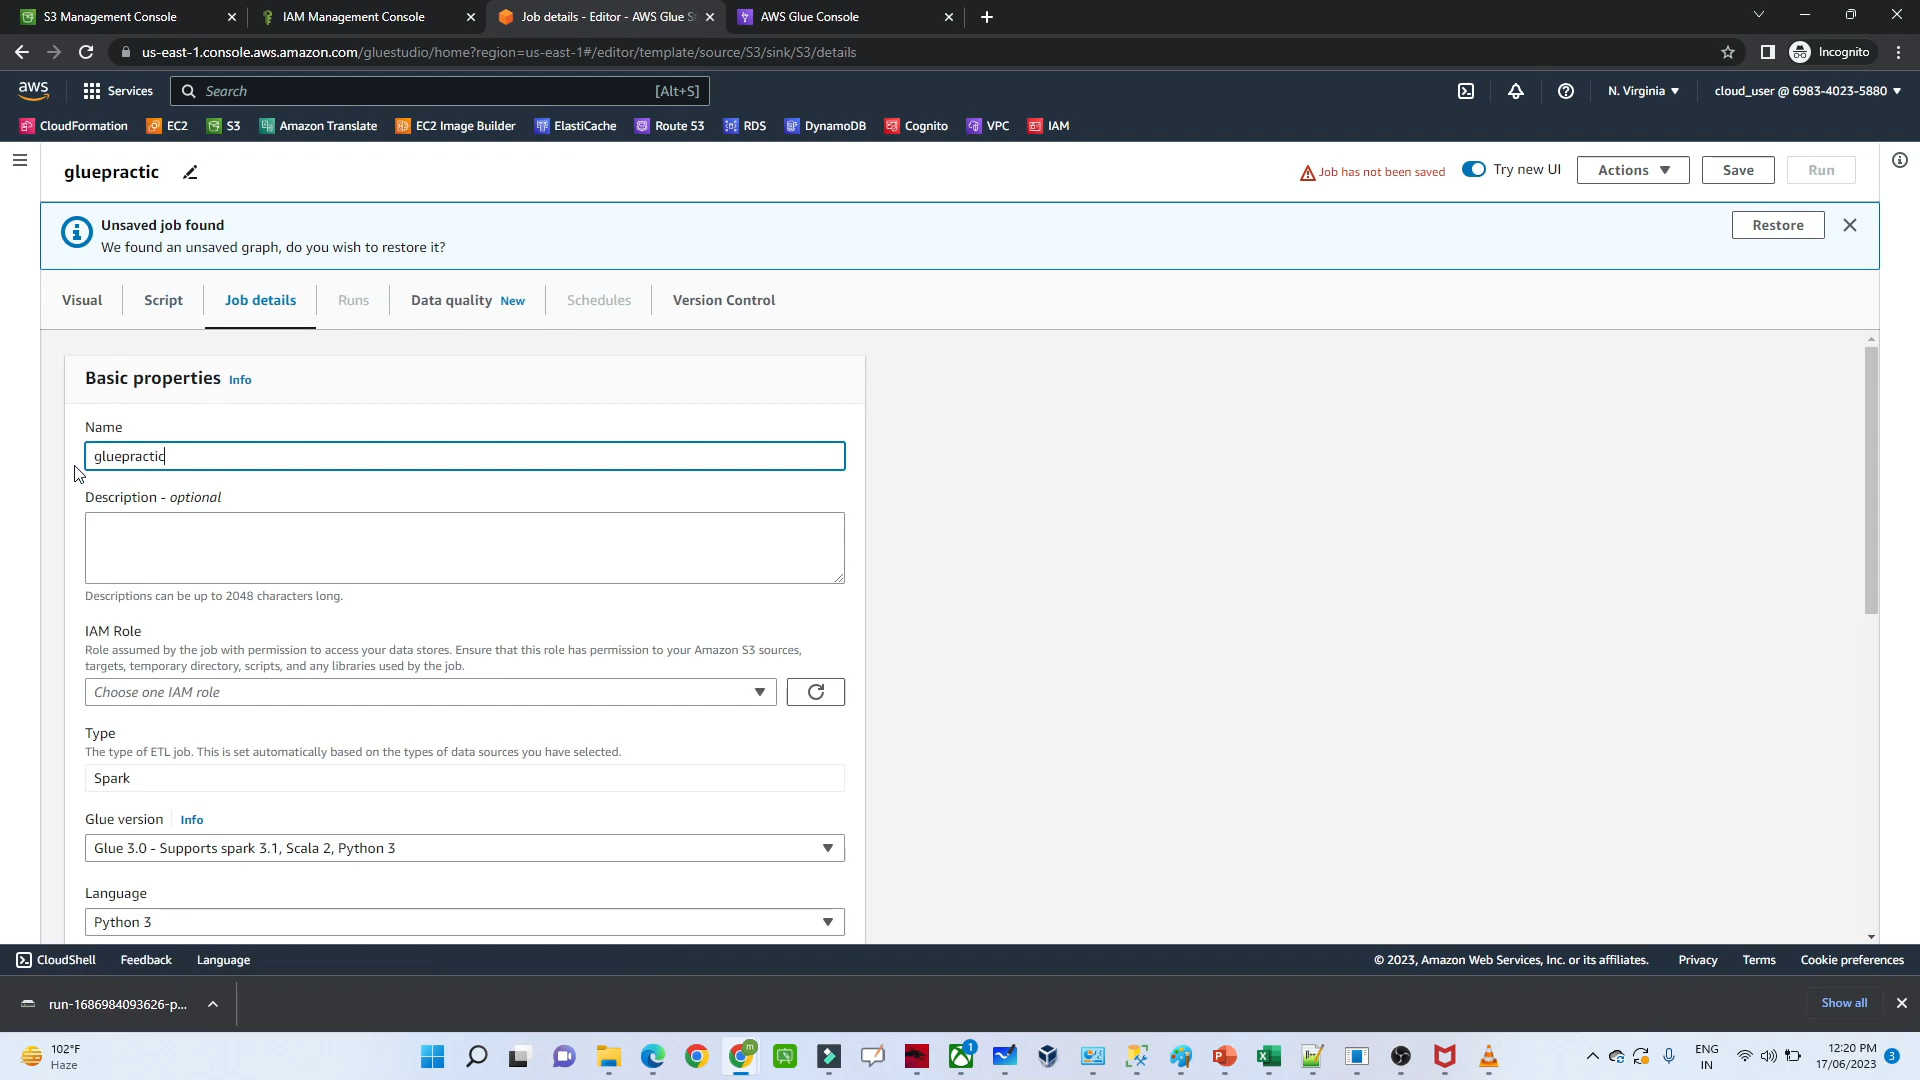 S3 Management Console
IAM Management Console
Job details - Editor - AWS Glue St
AWS Glue Console
us-east-1.console.aws.amazon.com/gluestudio/home?region=us-east-1#/editor/template/source/S3/sink/S3/details
Incognito
aws
Services
Search
[Alt+S]
N. Virginia
cloud_user @ 6983-4023-5880
CloudFormation
EC2
S3
Amazon Translate
EC2 Image Builder
ElastiCache
Route 53
RDS
DynamoDB
Cognito
VPC
IAM
gluepractic
Job has not been saved
Try new UI
Actions
Save
Run
Unsaved job found
We found an unsaved graph, do you wish to restore it?
Restore
Visual
Script
Job details
Runs
Data quality New
Schedules
Version Control
Basic properties Info
Name
gluepractic
Description - optional
Descriptions can be up to 2048 characters long.
IAM Role
Role assumed by the job with permission to access your data stores. Ensure that this role has permission to your Amazon S3 sources,
targets, temporary directory, scripts, and any libraries used by the job.
Choose one IAM role
Type
The type of ETL job. This is set automatically based on the types of data sources you have selected.
Spark
Glue version Info
Glue 3.0 - Supports spark 3.1, Scala 2, Python 3
Language
Python 3
CloudShell
Feedback
Language
© 2023, Amazon Web Services, Inc. or its affiliates.
Privacy
Terms
Cookie preferences
run-1686984093626-p...
Show all
102°F
Haze
m
1
ENG
IN
12:20 PM
17/06/2023
3